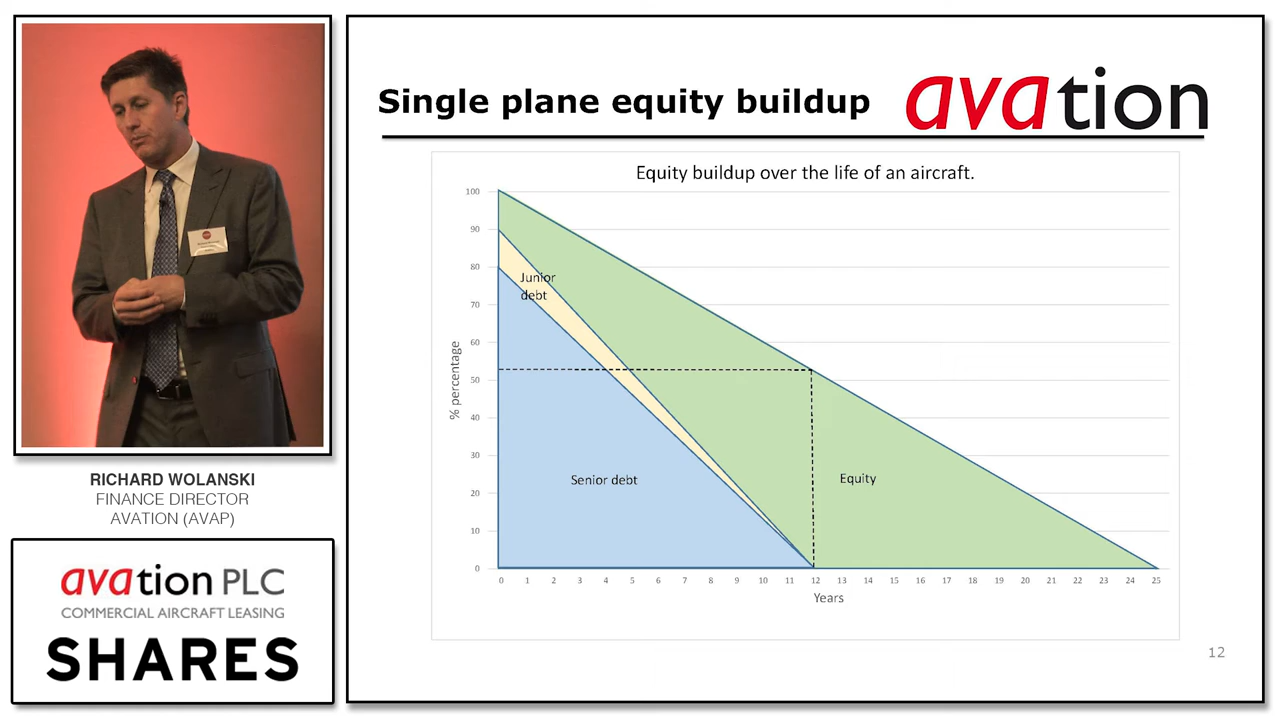 RICHARD WOLANSKI
FINANCE DIRECTOR
AVATION (AVAP)
avation PLC
COMMERCIAL AIRCRAFT LEASING
SHARES
Single plane equity buildup
avation
Equity buildup over the life of an aircraft.
% percentage
100
90
80
70
60
50
40
30
20
10
0
Junior
debt
Senior debt
Equity
0 1 2 3 4 5 6 7 8 9 10 11 12 13 14 15 16 17 18 19 20 21 22 23 24 25
Years
12